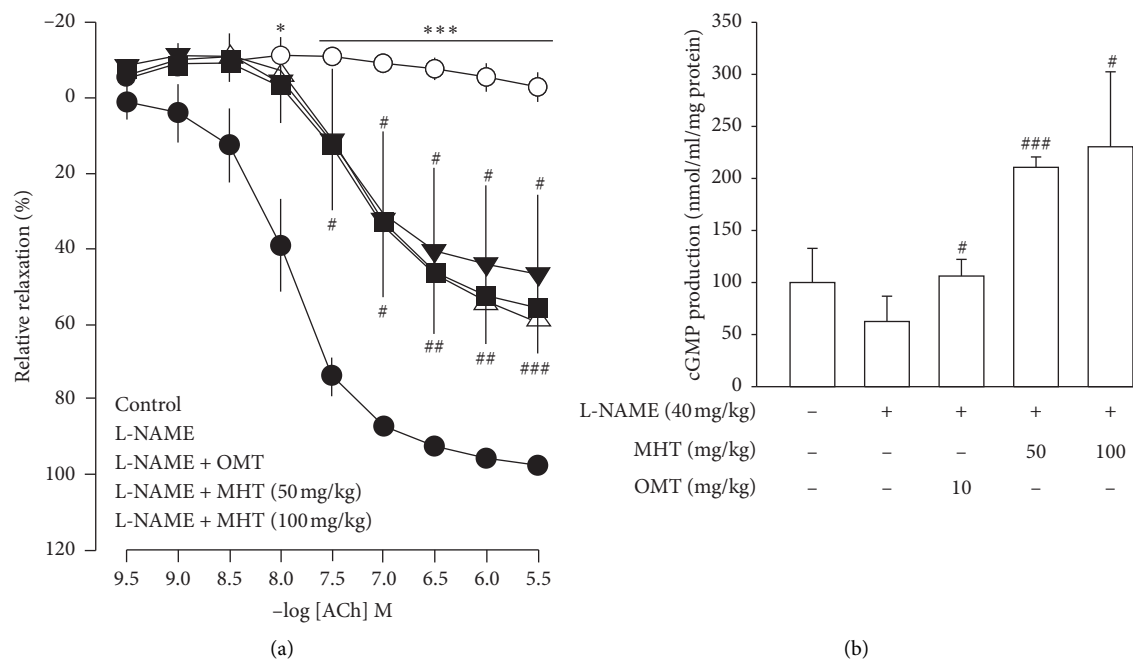 –20
0
20
40
60
80
100
120
Relative relaxation (%)
*
***
#
#
#
#
#
#
##
##
###
Control
L-NAME
L-NAME + OMT
L-NAME + MHT (50 mg/kg)
L-NAME + MHT (100 mg/kg)
9.5 9.0 8.5 8.0 7.5 7.0 6.5 6.0 5.5
–log [ACh] M
(a)
350
300
250
200
150
100
50
0
cGMP production (nmol/ml/mg protein)
#
###
#
L-NAME (40 mg/kg) – + + + +
MHT (mg/kg) – – – 50 100
OMT (mg/kg) – – 10 – –
(b)